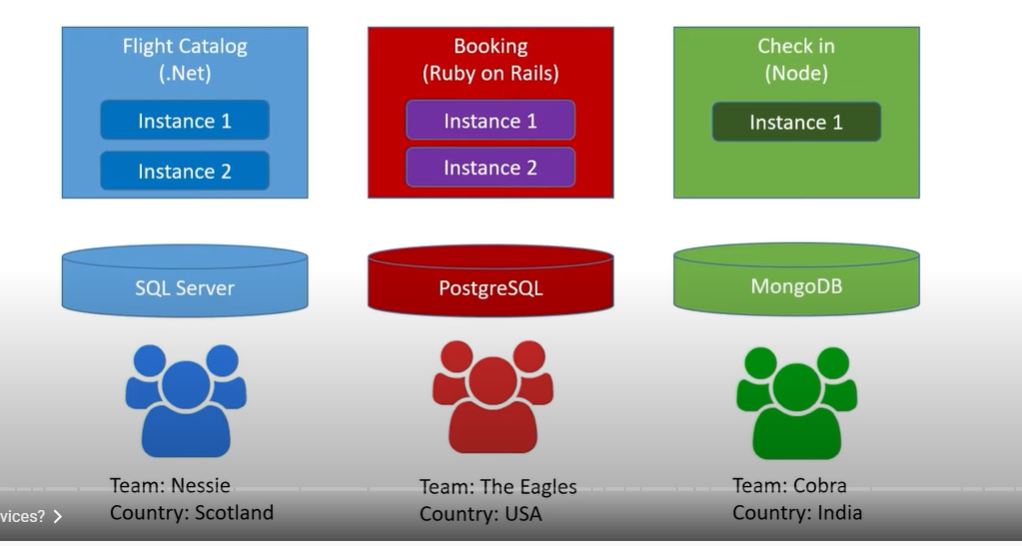 Flight Catalog
(.Net)
Instance 1
Instance 2
Booking
(Ruby on Rails)
Instance 1
Instance 2
Check in
(Node)
Instance 1
SQL Server
PostgreSQL
MongoDB
Team: Nessie
Country: Scotland
Team: The Eagles
Country: USA
Team: Cobra
Country: India
vices? >